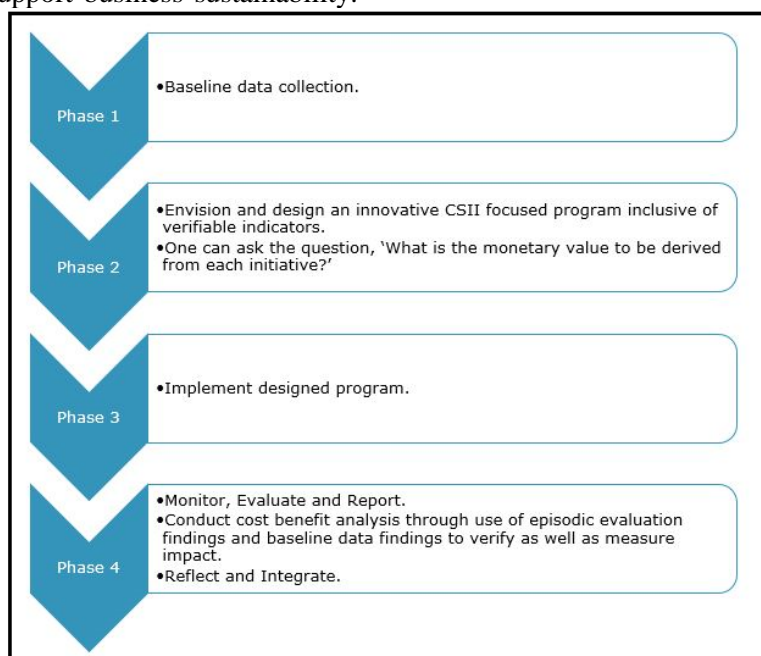 support business sustainability.
Phase 1
•Baseline data collection.
Phase 2
•Envision and design an innovative CSII focused program inclusive of
verifiable indicators.
•One can ask the question, ‘What is the monetary value to be derived
from each initiative?’
Phase 3
•Implement designed program.
Phase 4
•Monitor, Evaluate and Report.
•Conduct cost benefit analysis through use of episodic evaluation
findings and baseline data findings to verify as well as measure
impact.
•Reflect and Integrate.